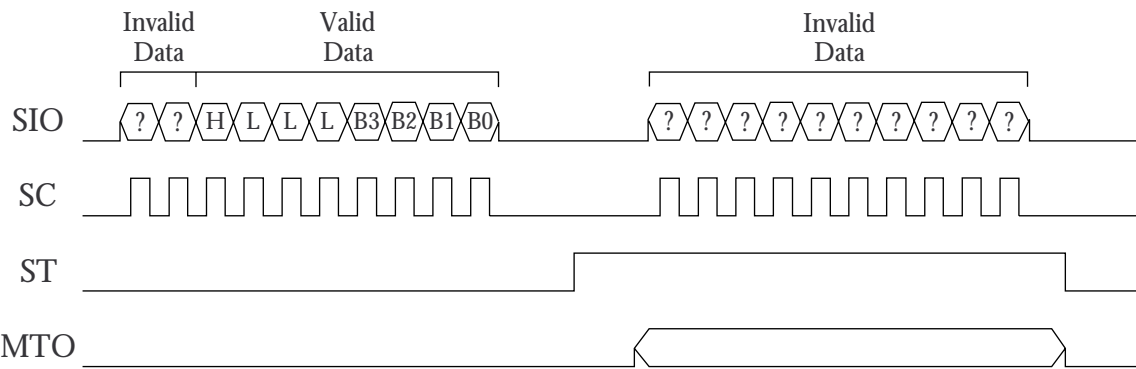 Invalid Data
Valid Data
Invalid Data
SIO ? ? H L L L B3 B2 B1 B0 ? ? ? ? ? ? ? ? ? ?
SC
ST
MTO